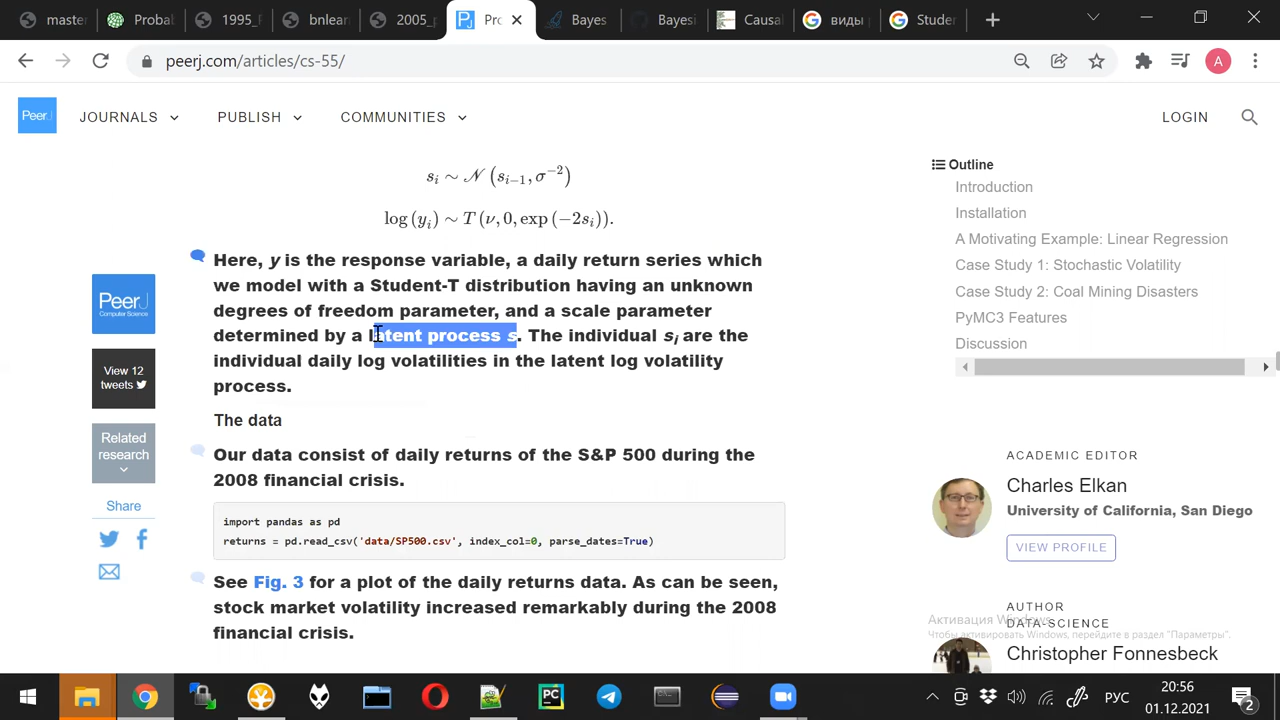 master
Probal
1995_F
bnlearn
2005_p
Pro
Bayes
Bayesi
Causal
виды р
Studen
peerj.com/articles/cs-55/
A
PeerJ
JOURNALS
PUBLISH
COMMUNITIES
LOGIN
s_i ∼ 𝒩 (s_{i−1}, σ^{−2})
log (y_i) ∼ T (ν, 0, exp (−2s_i)).
Here, y is the response variable, a daily return series which
we model with a Student-T distribution having an unknown
degrees of freedom parameter, and a scale parameter
determined by a latent process s. The individual s_i are the
individual daily log volatilities in the latent log volatility
process.
The data
Our data consist of daily returns of the S&P 500 during the
2008 financial crisis.
import pandas as pd
returns = pd.read_csv('data/SP500.csv', index_col=0, parse_dates=True)
See Fig. 3 for a plot of the daily returns data. As can be seen,
stock market volatility increased remarkably during the 2008
financial crisis.
PeerJ
Computer Science
View 12
tweets
Related
research
Share
Outline
Introduction
Installation
A Motivating Example: Linear Regression
Case Study 1: Stochastic Volatility
Case Study 2: Coal Mining Disasters
PyMC3 Features
Discussion
ACADEMIC EDITOR
Charles Elkan
University of California, San Diego
VIEW PROFILE
AUTHOR
DATA-SCIENCE
Christopher Fonnesbeck
Активация Windows
Чтобы активировать Windows, перейдите в раздел "Параметры".
PC
РУС
20:56
01.12.2021
2